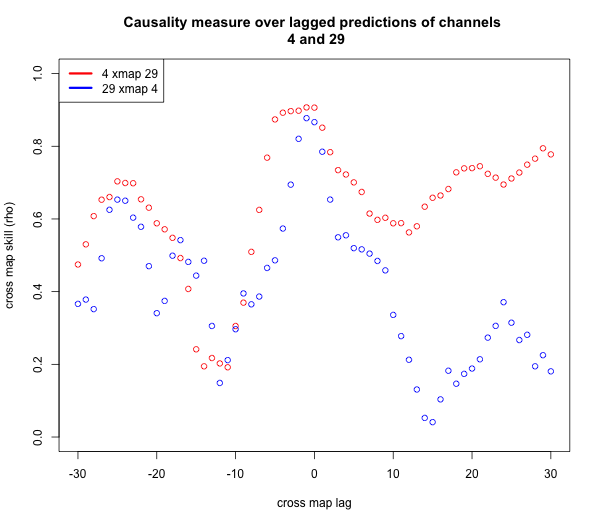 Causality measure over lagged predictions of channels
4 and 29
4 xmap 29
29 xmap 4
cross map skill (rho)
1.0
0.8
0.6
0.4
0.2
0.0
-30
-20
-10
0
10
20
30
cross map lag